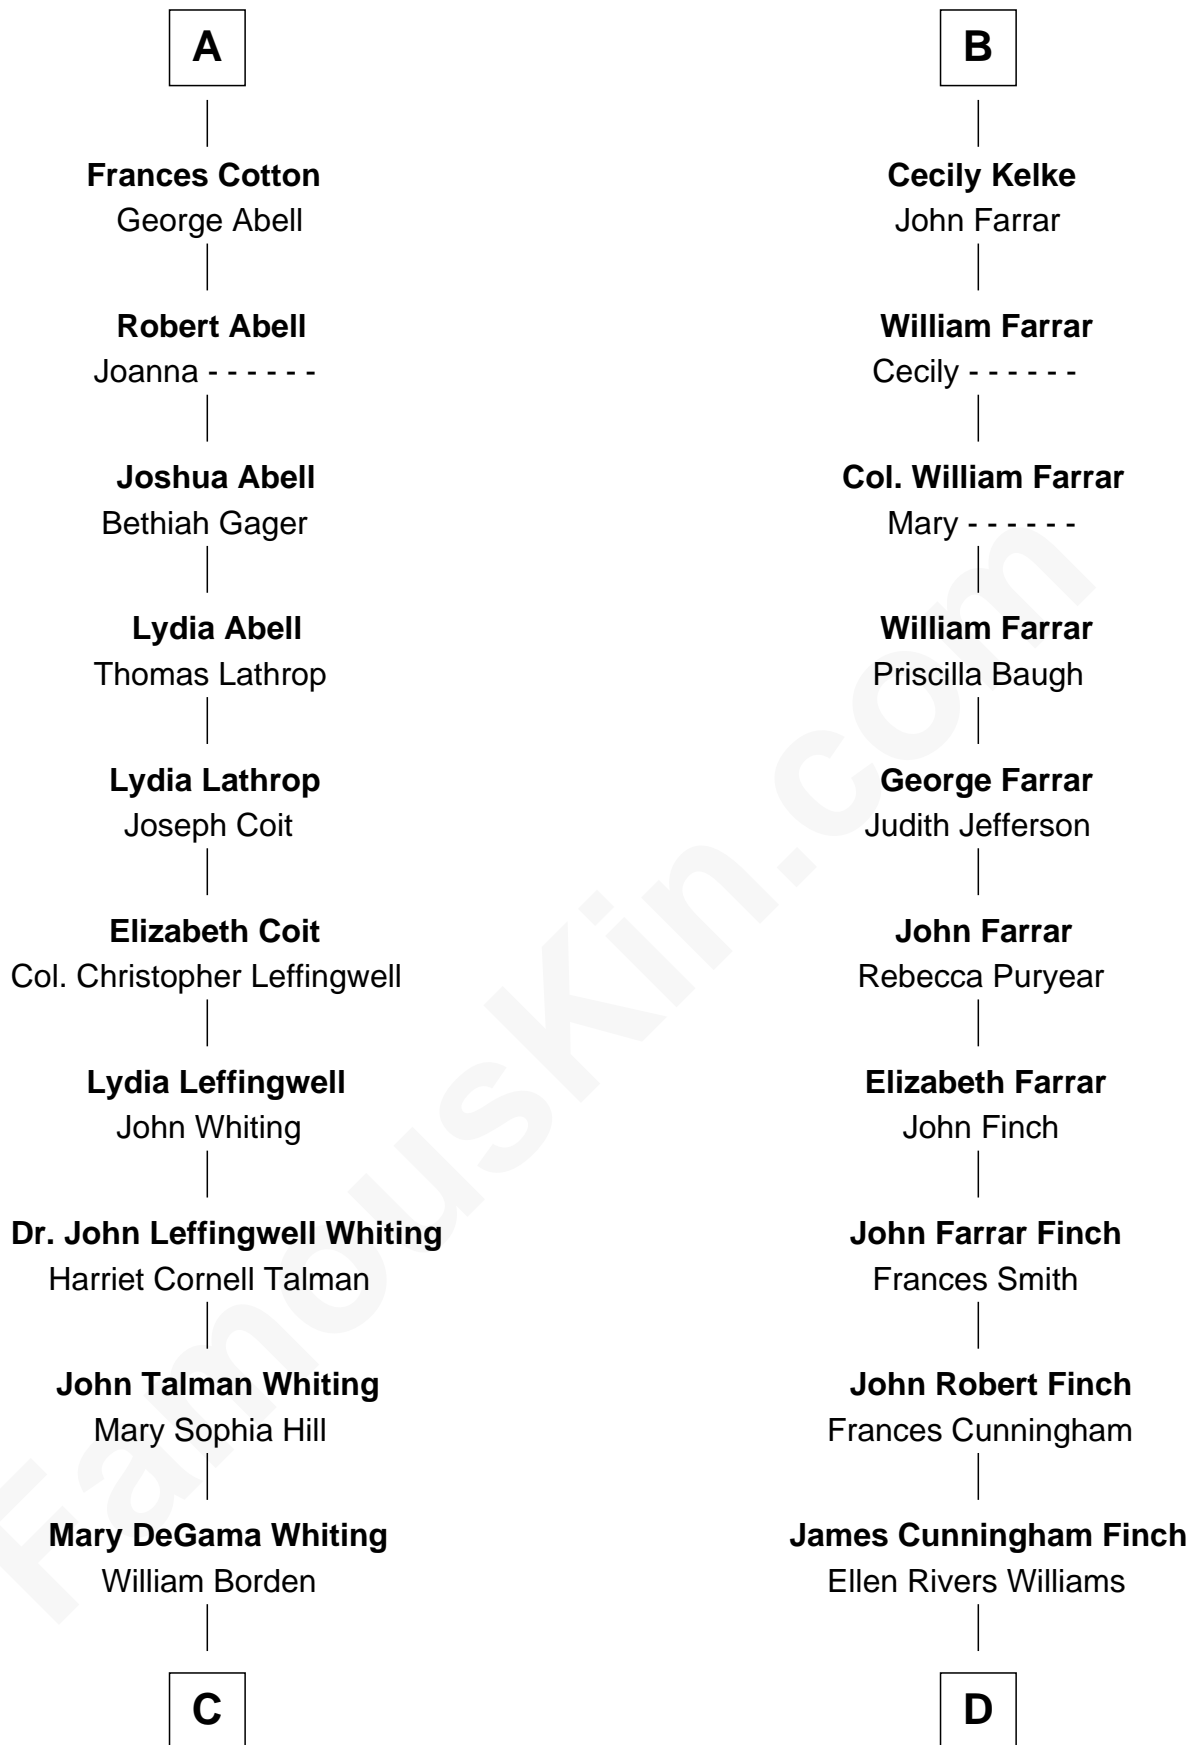 A
Frances Cotton
George Abell
Robert Abell
Joanna - - - - - -
Joshua Abell
Bethiah Gager
Lydia Abell
Thomas Lathrop
Lydia Lathrop
Joseph Coit
Elizabeth Coit
Col. Christopher Leffingwell
Lydia Leffingwell
John Whiting
Dr. John Leffingwell Whiting
Harriet Cornell Talman
John Talman Whiting
Mary Sophia Hill
Mary DeGama Whiting
William Borden
C
B
Cecily Kelke
John Farrar
William Farrar
Cecily - - - - - -
Col. William Farrar
Mary - - - - - -
William Farrar
Priscilla Baugh
George Farrar
Judith Jefferson
John Farrar
Rebecca Puryear
Elizabeth Farrar
John Finch
John Farrar Finch
Frances Smith
John Robert Finch
Frances Cunningham
James Cunningham Finch
Ellen Rivers Williams
D
FamousKin.com